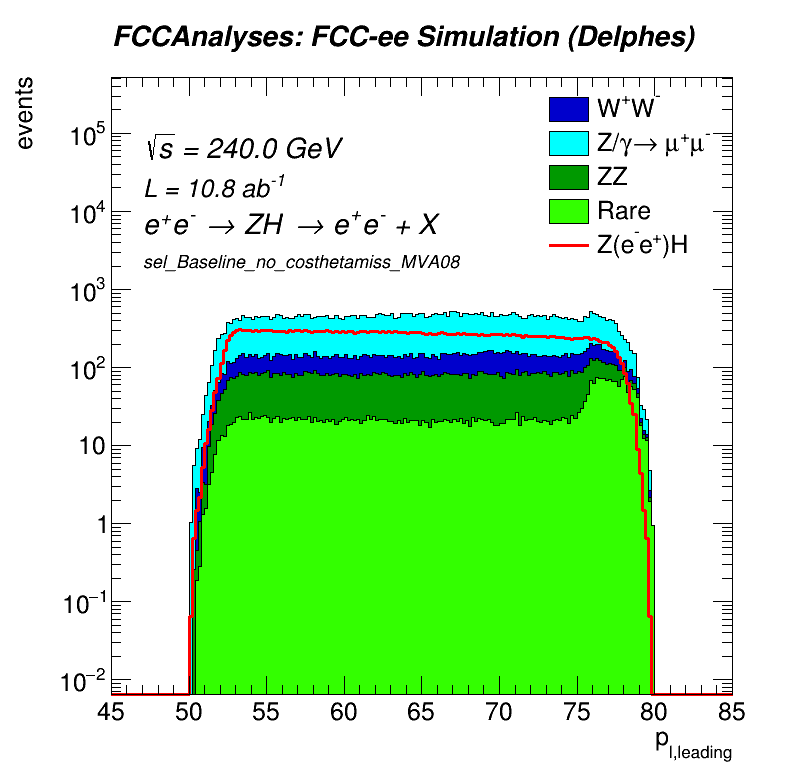 FCCAnalyses: FCC-ee Simulation (Delphes)
events
√s = 240.0 GeV
L = 10.8 ab⁻¹
e⁺e⁻ → ZH → e⁺e⁻ + X
sel_Baseline_no_costhetamiss_MVA08
W⁺W⁻
Z/γ→ μ⁺μ⁻
ZZ
Rare
Z(e⁻e⁺)H
10⁵
10⁴
10³
10²
10
1
10⁻¹
10⁻²
45 50 55 60 65 70 75 80 85
p_l,leading